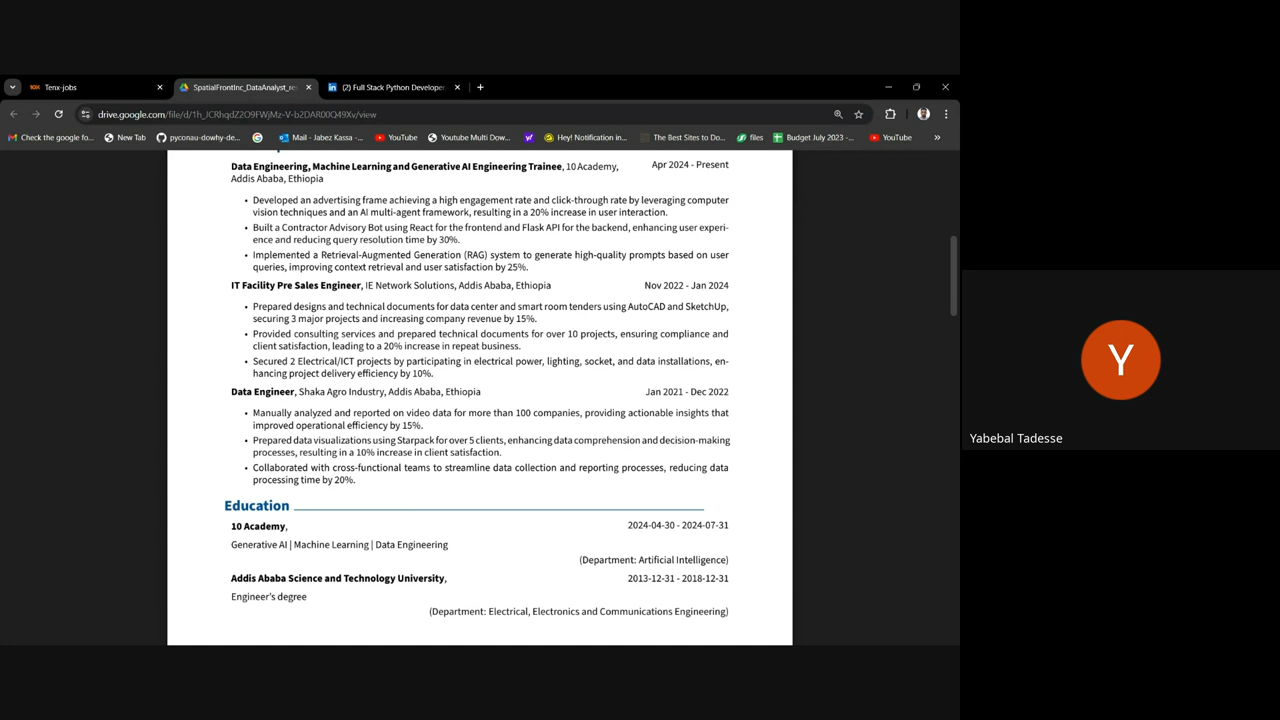 Tenx-jobs
SpatialFrontInc_DataAnalyst_re
(2) Full Stack Python Developer
drive.google.com/file/d/1h_JCRhqdZ2O9FWjMz-V-b2DAR00Q49Xv/view
Check the google fo...
New Tab
pyconau-dowhy-de...
Mail - Jabez Kassa -...
YouTube
Youtube Multi Dow...
Hey! Notification in...
The Best Sites to Do...
files
Budget July 2023 -...
YouTube
Data Engineering, Machine Learning and Generative AI Engineering Trainee, 10 Academy, Apr 2024 - Present
Addis Ababa, Ethiopia
• Developed an advertising frame achieving a high engagement rate and click-through rate by leveraging computer
vision techniques and an AI multi-agent framework, resulting in a 20% increase in user interaction.
• Built a Contractor Advisory Bot using React for the frontend and Flask API for the backend, enhancing user experi-
ence and reducing query resolution time by 30%.
• Implemented a Retrieval-Augmented Generation (RAG) system to generate high-quality prompts based on user
queries, improving context retrieval and user satisfaction by 25%.
IT Facility Pre Sales Engineer, IE Network Solutions, Addis Ababa, Ethiopia Nov 2022 - Jan 2024
• Prepared designs and technical documents for data center and smart room tenders using AutoCAD and SketchUp,
securing 3 major projects and increasing company revenue by 15%.
• Provided consulting services and prepared technical documents for over 10 projects, ensuring compliance and
client satisfaction, leading to a 20% increase in repeat business.
• Secured 2 Electrical/ICT projects by participating in electrical power, lighting, socket, and data installations, en-
hancing project delivery efficiency by 10%.
Data Engineer, Shaka Agro Industry, Addis Ababa, Ethiopia Jan 2021 - Dec 2022
• Manually analyzed and reported on video data for more than 100 companies, providing actionable insights that
improved operational efficiency by 15%.
• Prepared data visualizations using Starpack for over 5 clients, enhancing data comprehension and decision-making
processes, resulting in a 10% increase in client satisfaction.
• Collaborated with cross-functional teams to streamline data collection and reporting processes, reducing data
processing time by 20%.
Education
10 Academy, 2024-04-30 - 2024-07-31
Generative AI | Machine Learning | Data Engineering
(Department: Artificial Intelligence)
Addis Ababa Science and Technology University, 2013-12-31 - 2018-12-31
Engineer's degree
(Department: Electrical, Electronics and Communications Engineering)
Y
Yabebal Tadesse